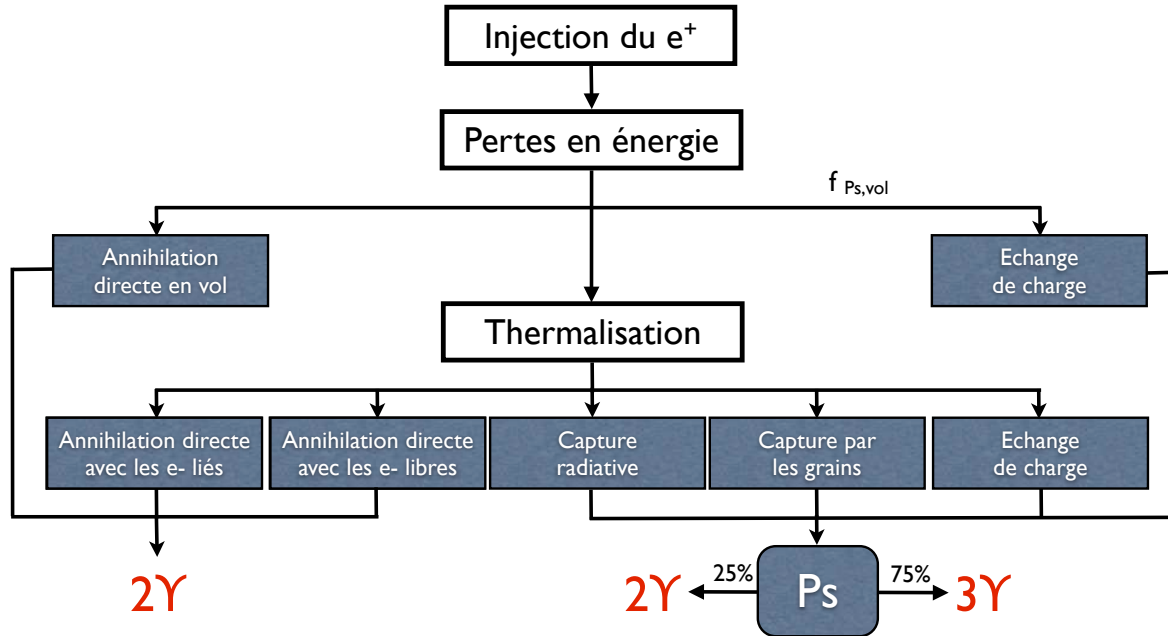 Injection du e⁺
Pertes en énergie
f Ps,vol
Annihilation
directe en vol
Echange
de charge
Thermalisation
Annihilation directe
avec les e- liés
Annihilation directe
avec les e- libres
Capture
radiative
Capture par
les grains
Echange
de charge
2ϒ
2ϒ
25%
Ps
75%
3ϒ